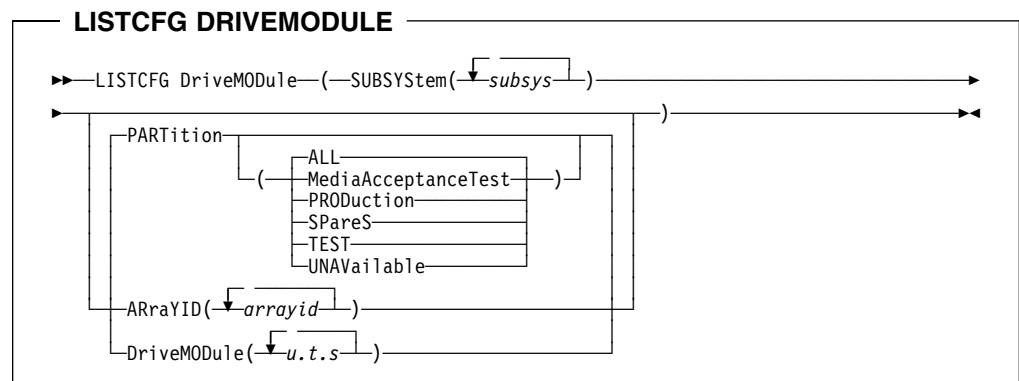 LISTCFG DRIVEMODULE
LISTCFG DriveMODule ( SUBSYStem( subsys )
)
PARTition
ALL
( MediaAcceptanceTest )
PRODuction
SPareS
TEST
UNAVailable
ARraYID( arrayid )
DriveMODule( u.t.s )